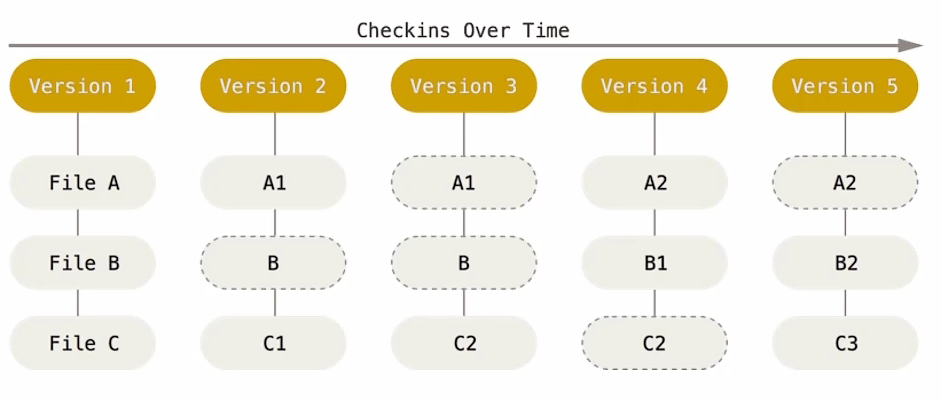 Checkins Over Time
Version 1 Version 2 Version 3 Version 4 Version 5
File A A1 A1 A2 A2
File B B B B1 B2
File C C1 C2 C2 C3